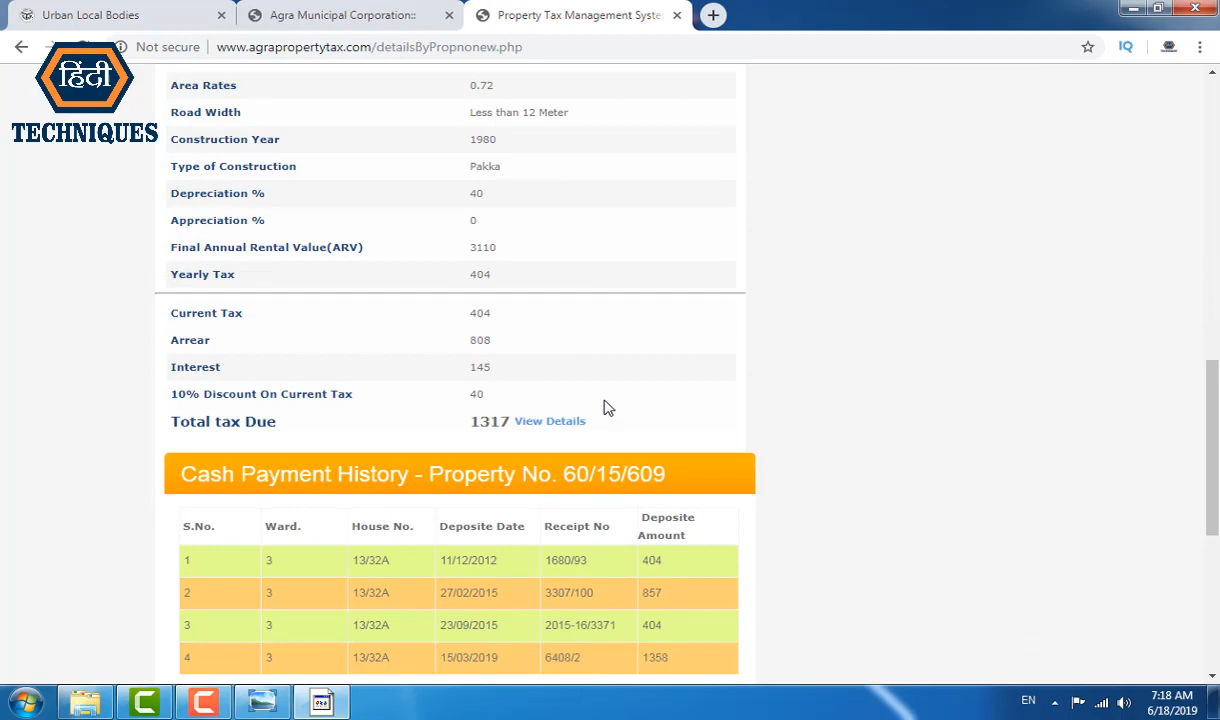 Urban Local Bodies
Agra Municipal Corporation::
Property Tax Management Syste
Not secure
www.agrapropertytax.com/detailsByPropnonew.php
IQ
हिंदी
TECHNIQUES
Area Rates 0.72
Road Width Less than 12 Meter
Construction Year 1980
Type of Construction Pakka
Depreciation % 40
Appreciation % 0
Final Annual Rental Value(ARV) 3110
Yearly Tax 404
Current Tax 404
Arrear 808
Interest 145
10% Discount On Current Tax 40
Total tax Due 1317 View Details
Cash Payment History - Property No. 60/15/609
S.No. Ward. House No. Deposite Date Receipt No Deposite Amount
1 3 13/32A 11/12/2012 1680/93 404
2 3 13/32A 27/02/2015 3307/100 857
3 3 13/32A 23/09/2015 2015-16/3371 404
4 3 13/32A 15/03/2019 6408/2 1358
EN
7:18 AM
6/18/2019